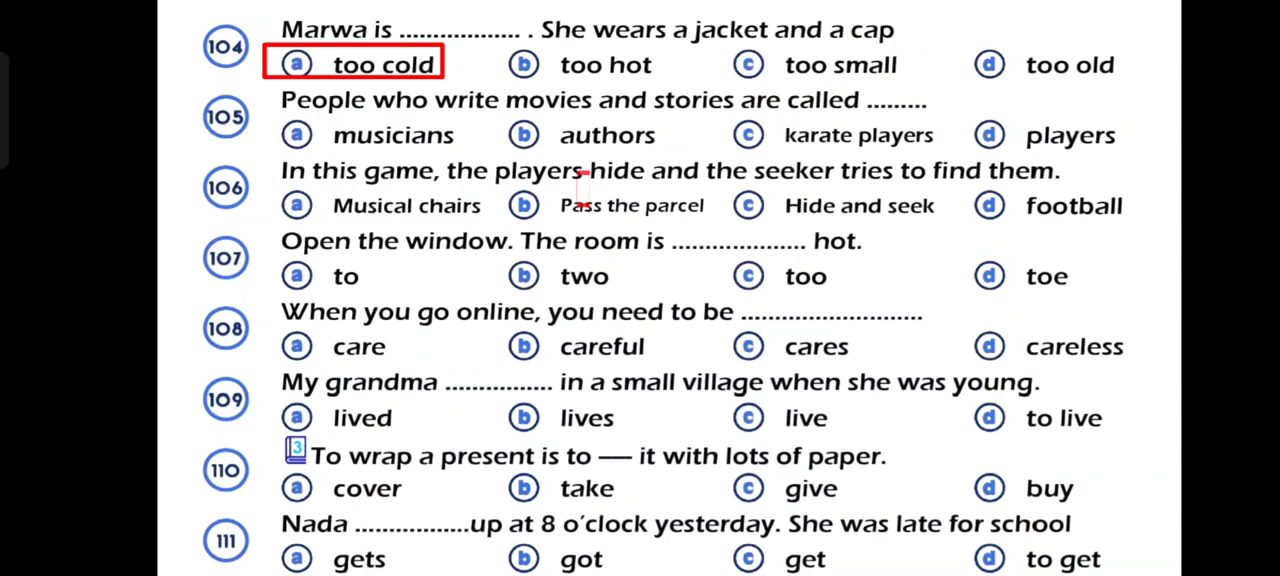 104 Marwa is .................. . She wears a jacket and a cap
a too cold b too hot c too small d too old
105 People who write movies and stories are called .........
a musicians b authors c karate players d players
106 In this game, the players hide and the seeker tries to find them.
a Musical chairs b Pass the parcel c Hide and seek d football
107 Open the window. The room is .................... hot.
a to b two c too d toe
108 When you go online, you need to be ...........................
a care b careful c cares d careless
109 My grandma ................ in a small village when she was young.
a lived b lives c live d to live
110 3 To wrap a present is to — it with lots of paper.
a cover b take c give d buy
111 Nada .................up at 8 o'clock yesterday. She was late for school
a gets b got c get d to get